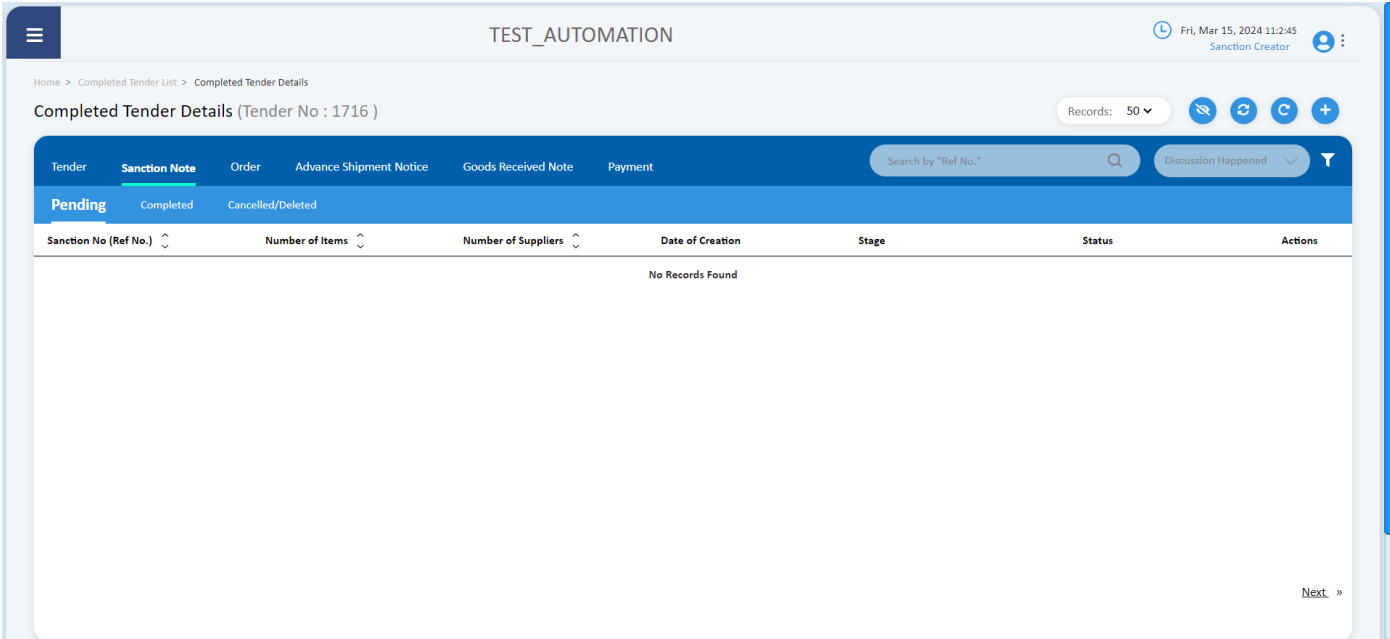 TEST_AUTOMATION
Fri, Mar 15, 2024 11:2:45
Sanction Creator
Home > Completed Tender List > Completed Tender Details
Completed Tender Details (Tender No : 1716 )
Records: 50
Tender Sanction Note Order Advance Shipment Notice Goods Received Note Payment Search by "Ref No." Discussion Happened
Pending Completed Cancelled/Deleted
Sanction No (Ref No.) Number of Items Number of Suppliers Date of Creation Stage Status Actions
No Records Found
Next »